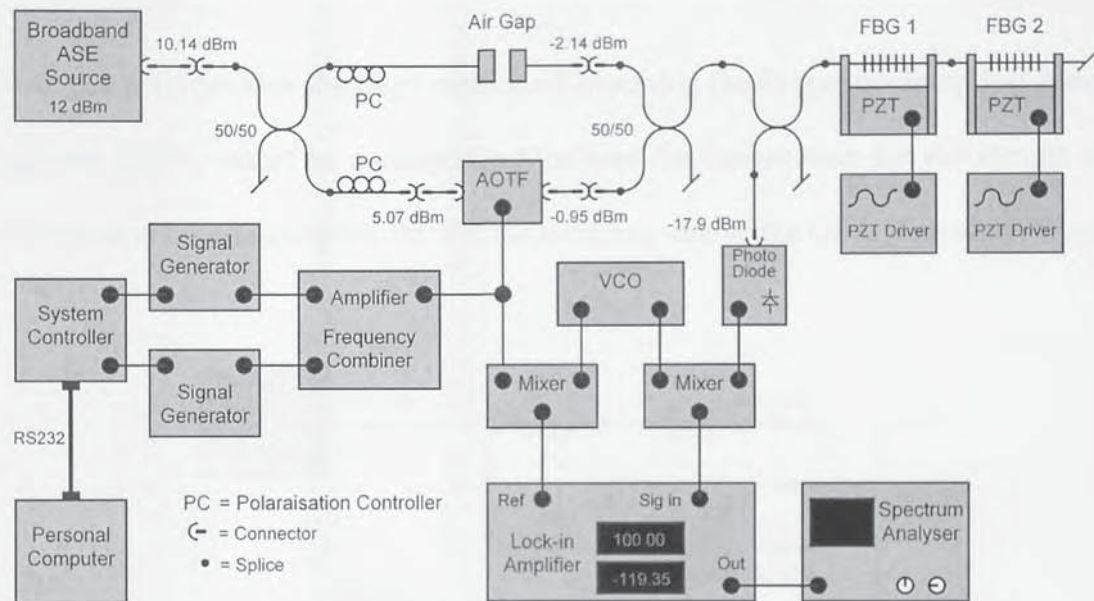 Broadband
ASE
Source
12 dBm
10.14 dBm
PC
Air Gap
-2.14 dBm
FBG 1
FBG 2
50/50
50/50
PZT
PZT
PC
5.07 dBm
AOTF
-0.95 dBm
-17.9 dBm
PZT Driver
PZT Driver
Signal
Generator
Photo
Diode
VCO
System
Controller
Amplifier
Frequency
Combiner
Signal
Generator
Mixer
Mixer
RS232
Personal
Computer
PC = Polaraisation Controller
= Connector
= Splice
Ref
Sig in
Lock-in
Amplifier
100.00
-119.35
Out
Spectrum
Analyser